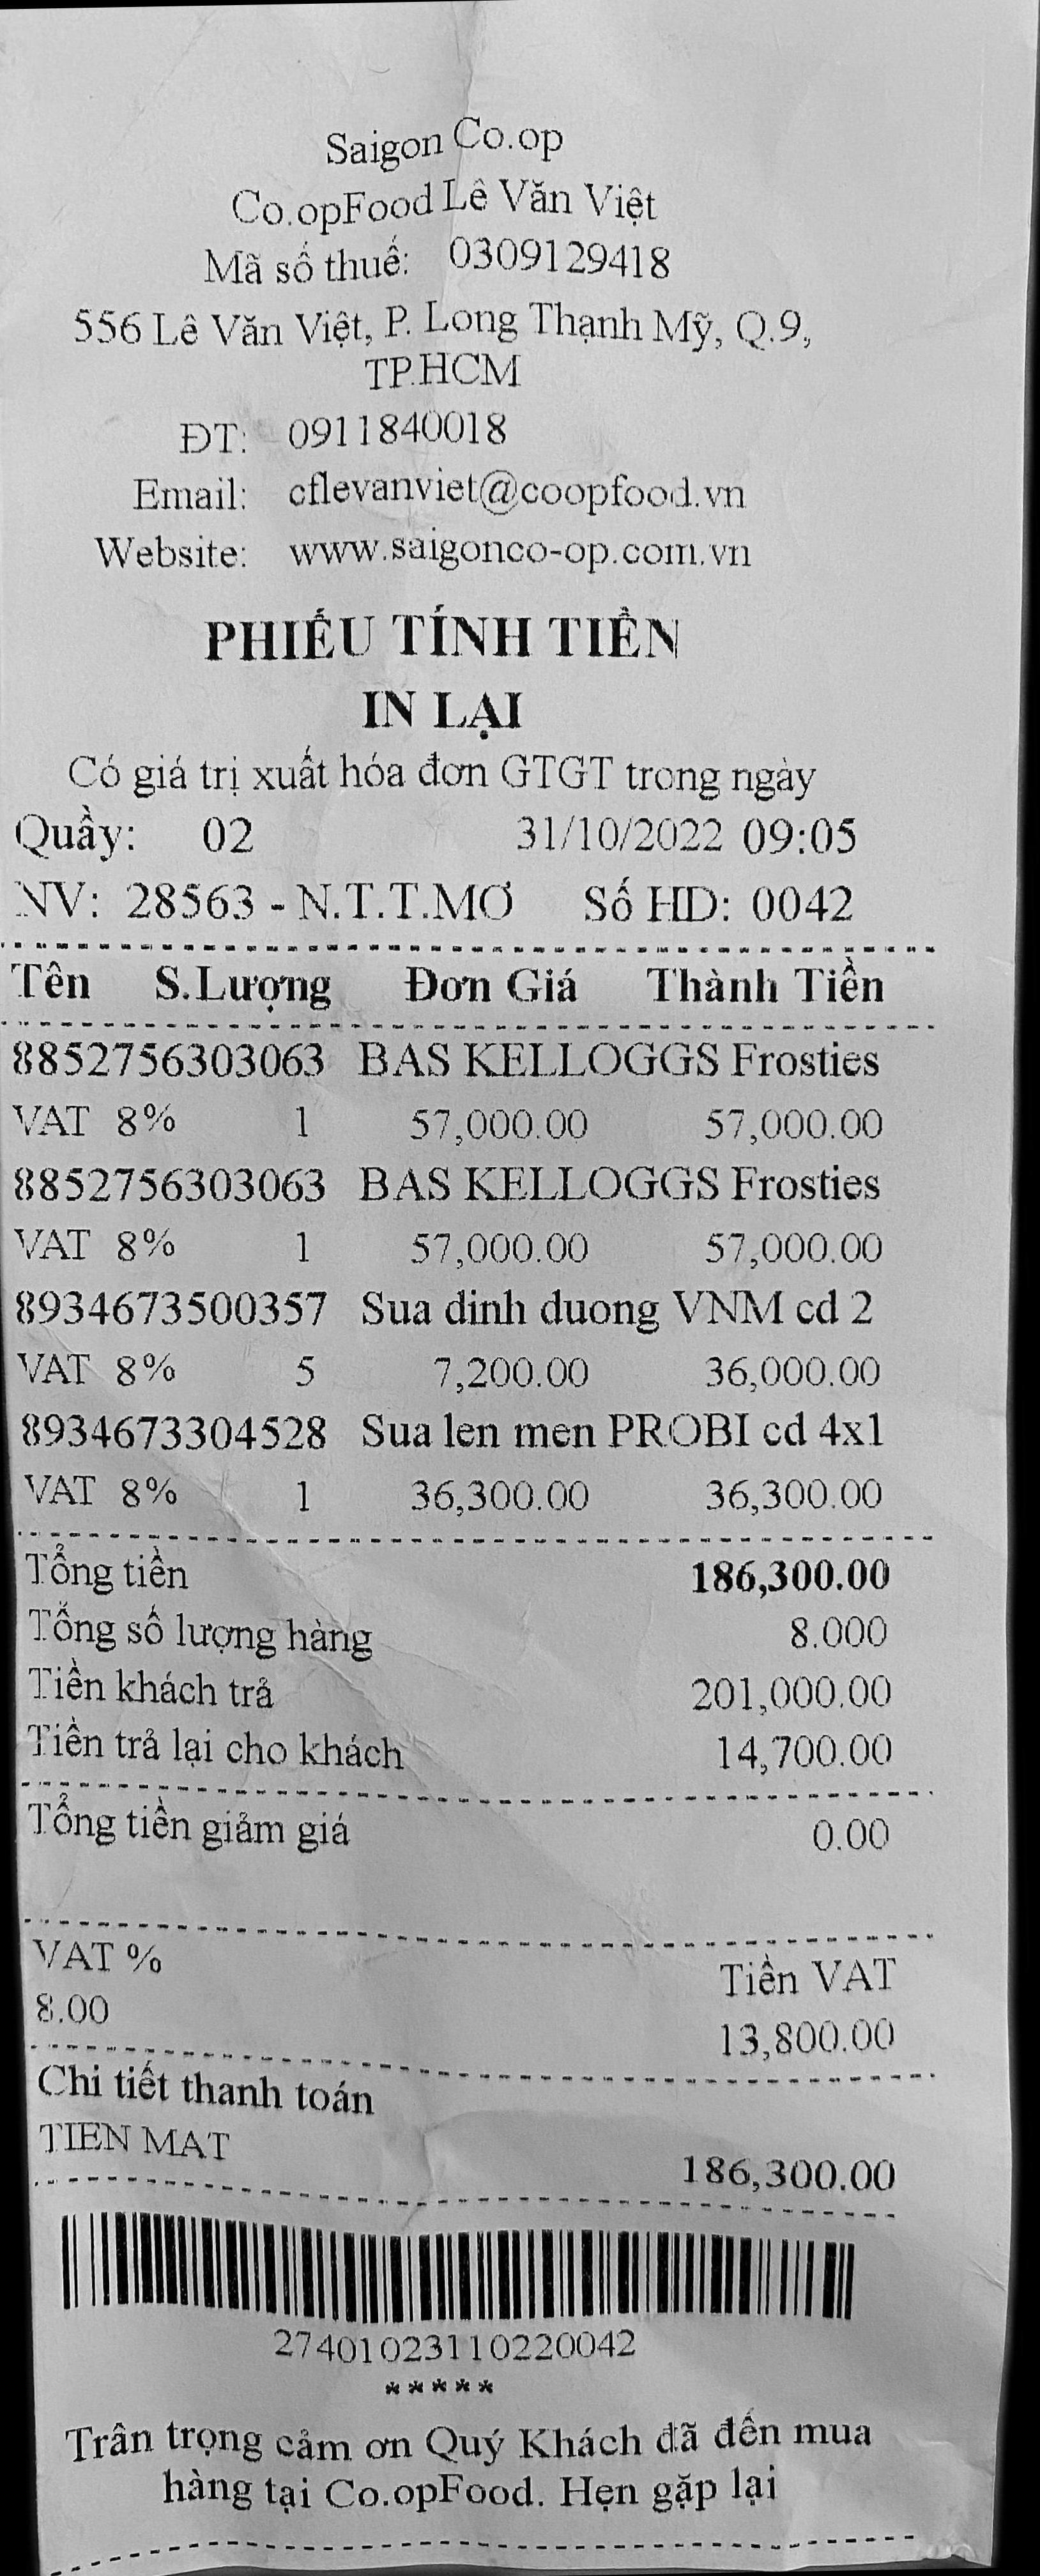 Saigon Co.op
Co.opFood Lê Văn Việt
Mã số thuế: 0309129418
556 Lê Văn Việt, P. Long Thạnh Mỹ, Q.9,
TP.HCM
ĐT: 0911840018
Email: cflevanviet@coopfood.vn
Website: www.saigonco-op.com.vn
PHIẾU TÍNH TIỀN
IN LẠI
Có giá trị xuất hóa đơn GTGT trong ngày
Quầy: 02 31/10/2022 09:05
NV: 28563 - N.T.T.MƠ Số HD: 0042
Tên S.Lượng Đơn Giá Thành Tiền
8852756303063 BAS KELLOGGS Frosties
VAT 8% 1 57,000.00 57,000.00
8852756303063 BAS KELLOGGS Frosties
VAT 8% 1 57,000.00 57,000.00
8934673500357 Sua dinh duong VNM cd 2
VAT 8% 5 7,200.00 36,000.00
8934673304528 Sua len men PROBI cd 4x1
VAT 8% 1 36,300.00 36,300.00
Tổng tiền 186,300.00
Tổng số lượng hàng 8.000
Tiền khách trả 201,000.00
Tiền trả lại cho khách 14,700.00
Tổng tiền giảm giá 0.00
VAT % Tiền VAT
8.00 13,800.00
Chi tiết thanh toán
TIEN MAT 186,300.00
27401023110220042
*****
Trân trọng cảm ơn Quý Khách đã đến mua
hàng tại Co.opFood. Hẹn gặp lại